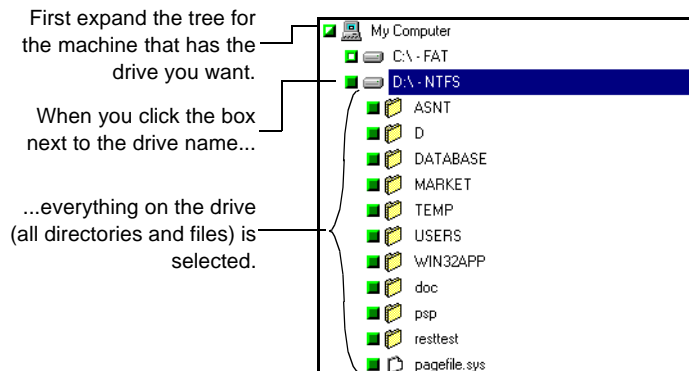 First expand the tree for
the machine that has the
drive you want.
When you click the box
next to the drive name...
...everything on the drive
(all directories and files) is
selected.
My Computer
C:\ - FAT
D:\ - NTFS
ASNT
D
DATABASE
MARKET
TEMP
USERS
WIN32APP
doc
psp
resttest
pagefile.sys